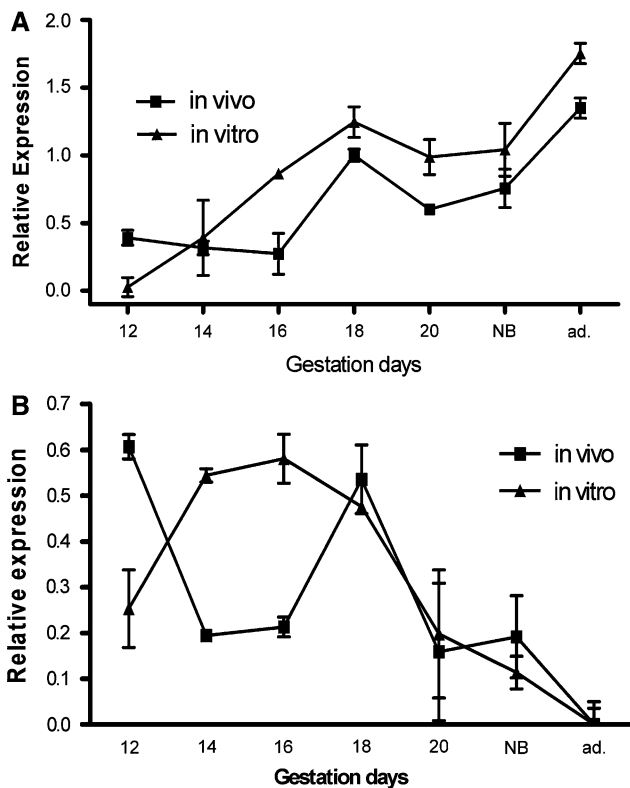 A
2.0
1.5
1.0
0.5
0.0
Relative Expression
in vivo
in vitro
12 14 16 18 20 NB ad.
Gestation days
B
0.7
0.6
0.5
0.4
0.3
0.2
0.1
0.0
Relative expression
in vivo
in vitro
12 14 16 18 20 NB ad.
Gestation days